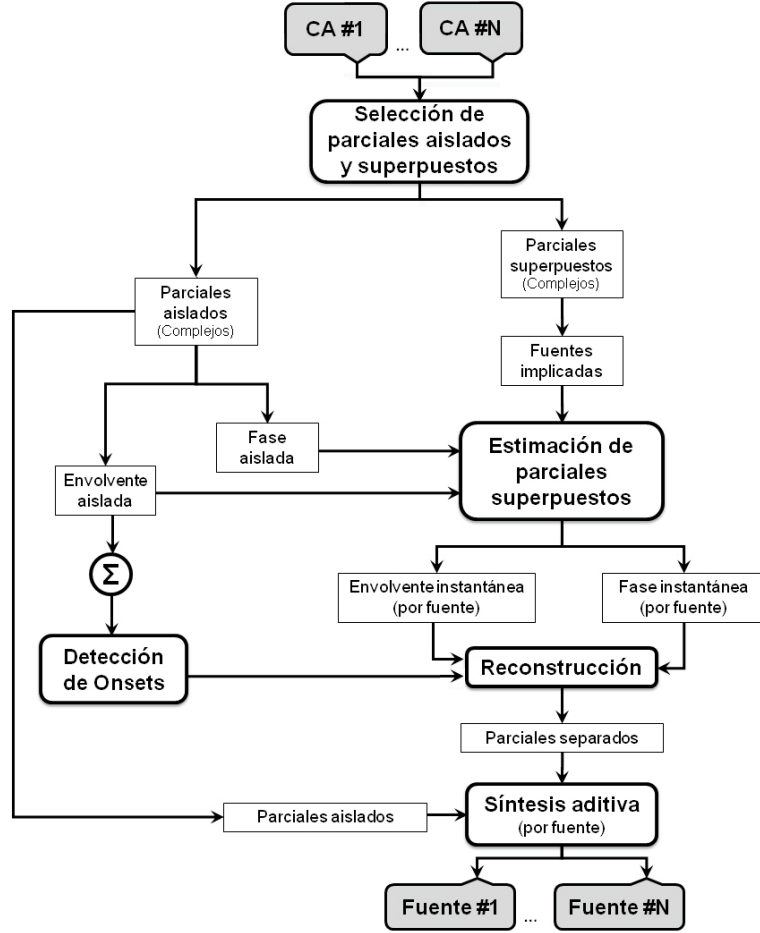 CA #1
...
CA #N
Selección de
parciales aislados
y superpuestos
Parciales
superpuestos
(Complejos)
Parciales
aislados
(Complejos)
Fuentes
implicadas
Fase
aislada
Estimación de
parciales
superpuestos
Envolvente
aislada
Σ
Envolvente instantánea
(por fuente)
Fase instantánea
(por fuente)
Detección
de Onsets
Reconstrucción
Parciales separados
Parciales aislados
Síntesis aditiva
(por fuente)
Fuente #1
...
Fuente #N